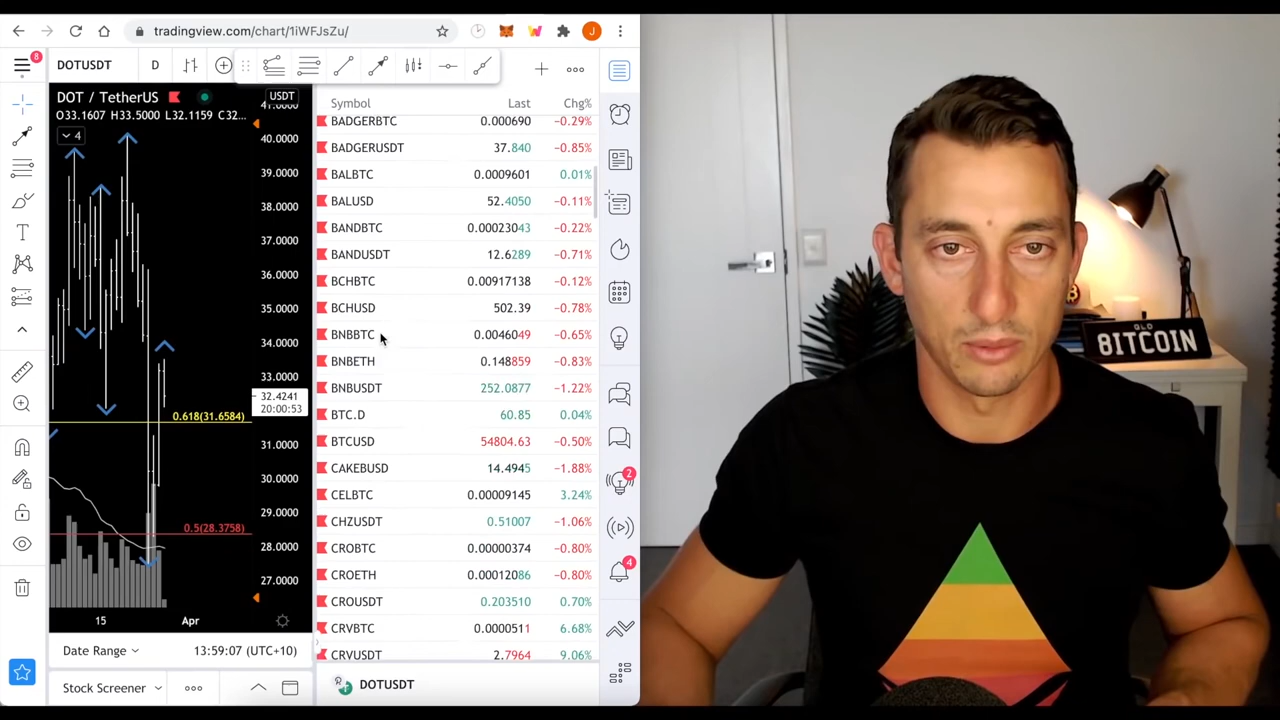 tradingview.com/chart/1iWFJsZu/
J
8
DOTUSDT
D
DOT / TetherUS
USDT
O33.1607 H33.5000 L32.1159 C32...
4
40.0000
39.0000
38.0000
37.0000
36.0000
35.0000
34.0000
33.0000
32.4241
20:00:53
0.618(31.6584)
31.0000
30.0000
29.0000
0.5(28.3758)
28.0000
27.0000
15 Apr
Date Range
13:59:07 (UTC+10)
Stock Screener
Symbol Last Chg%
BADGERBTC 0.000690 −0.29%
BADGERUSDT 37.840 −0.85%
BALBTC 0.0009601 0.01%
BALUSD 52.4050 −0.11%
BANDBTC 0.00023043 −0.22%
BANDUSDT 12.6289 −0.71%
BCHBTC 0.00917138 −0.12%
BCHUSD 502.39 −0.78%
BNBBTC 0.0046049 −0.65%
BNBETH 0.148859 −0.83%
BNBUSDT 252.0877 −1.22%
BTC.D 60.85 0.04%
BTCUSD 54804.63 −0.50%
CAKEBUSD 14.4945 −1.88%
CELBTC 0.00009145 3.24%
CHZUSDT 0.51007 −1.06%
CROBTC 0.00000374 −0.80%
CROETH 0.00012086 −0.80%
CROUSDT 0.203510 0.70%
CRVBTC 0.0000511 6.68%
CRVUSDT 2.7964 9.06%
DOTUSDT
2
4
QLD
8ITCOIN